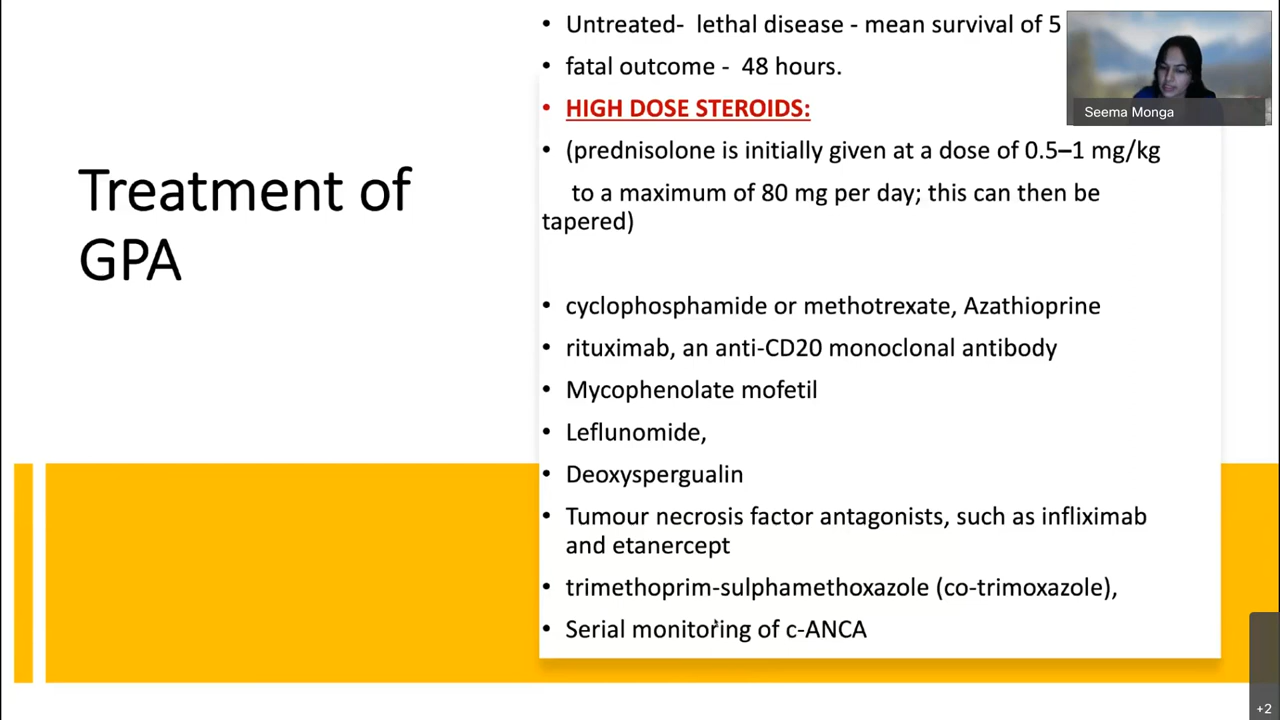 Treatment of
GPA
• Untreated- lethal disease - mean survival of 5
• fatal outcome - 48 hours.
• HIGH DOSE STEROIDS:
• (prednisolone is initially given at a dose of 0.5–1 mg/kg
to a maximum of 80 mg per day; this can then be
tapered)
• cyclophosphamide or methotrexate, Azathioprine
• rituximab, an anti-CD20 monoclonal antibody
• Mycophenolate mofetil
• Leflunomide,
• Deoxyspergualin
• Tumour necrosis factor antagonists, such as infliximab
and etanercept
• trimethoprim-sulphamethoxazole (co-trimoxazole),
• Serial monitoring of c-ANCA
Seema Monga
+2